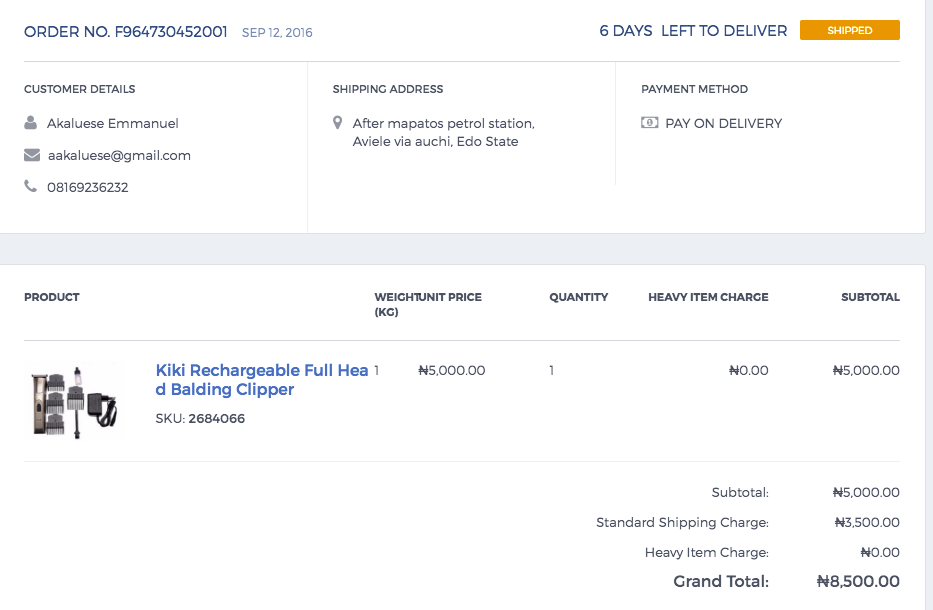 ORDER NO. F964730452001 SEP 12, 2016
6 DAYS LEFT TO DELIVER SHIPPED
CUSTOMER DETAILS
Akaluese Emmanuel
aakaluese@gmail.com
08169236232
SHIPPING ADDRESS
After mapatos petrol station,
Aviele via auchi, Edo State
PAYMENT METHOD
PAY ON DELIVERY
PRODUCT WEIGHT UNIT PRICE QUANTITY HEAVY ITEM CHARGE SUBTOTAL
(KG)
Kiki Rechargeable Full Hea 1 ₦5,000.00 1 ₦0.00 ₦5,000.00
d Balding Clipper
SKU: 2684066
Subtotal: ₦5,000.00
Standard Shipping Charge: ₦3,500.00
Heavy Item Charge: ₦0.00
Grand Total: ₦8,500.00